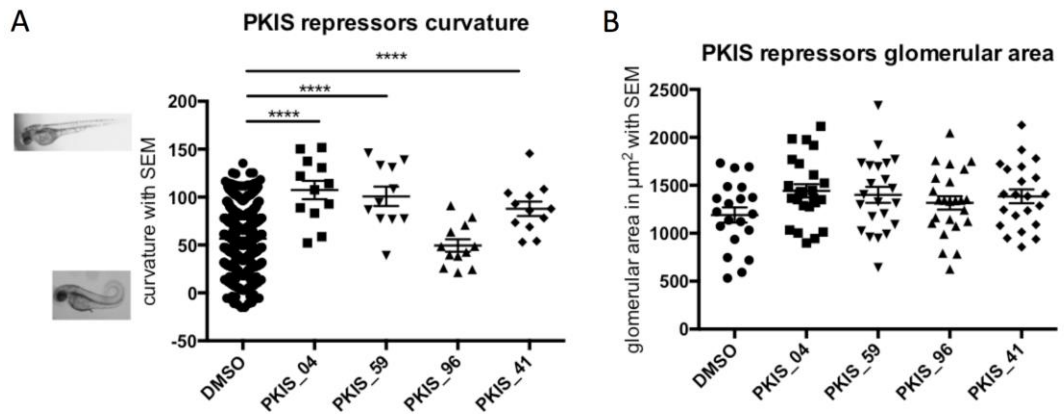 A
PKIS repressors curvature
****
****
****
curvature with SEM
200
150
100
50
0
-50
DMSO
PKIS_04
PKIS_59
PKIS_96
PKIS_41
B
PKIS repressors glomerular area
glomerular area in µm² with SEM
2500
2000
1500
1000
500
0
DMSO
PKIS_04
PKIS_59
PKIS_96
PKIS_41